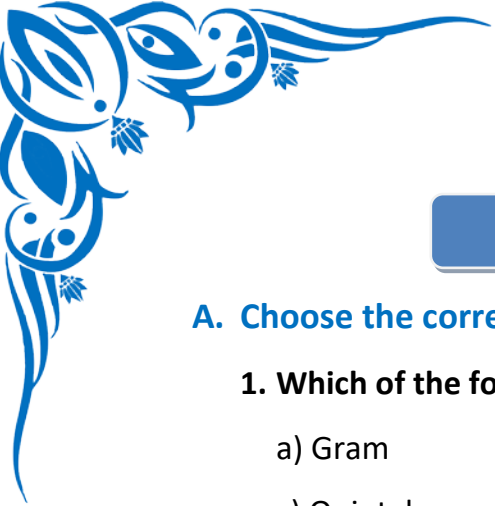 A. Choose the corre
1. Which of the fo
a) Gram